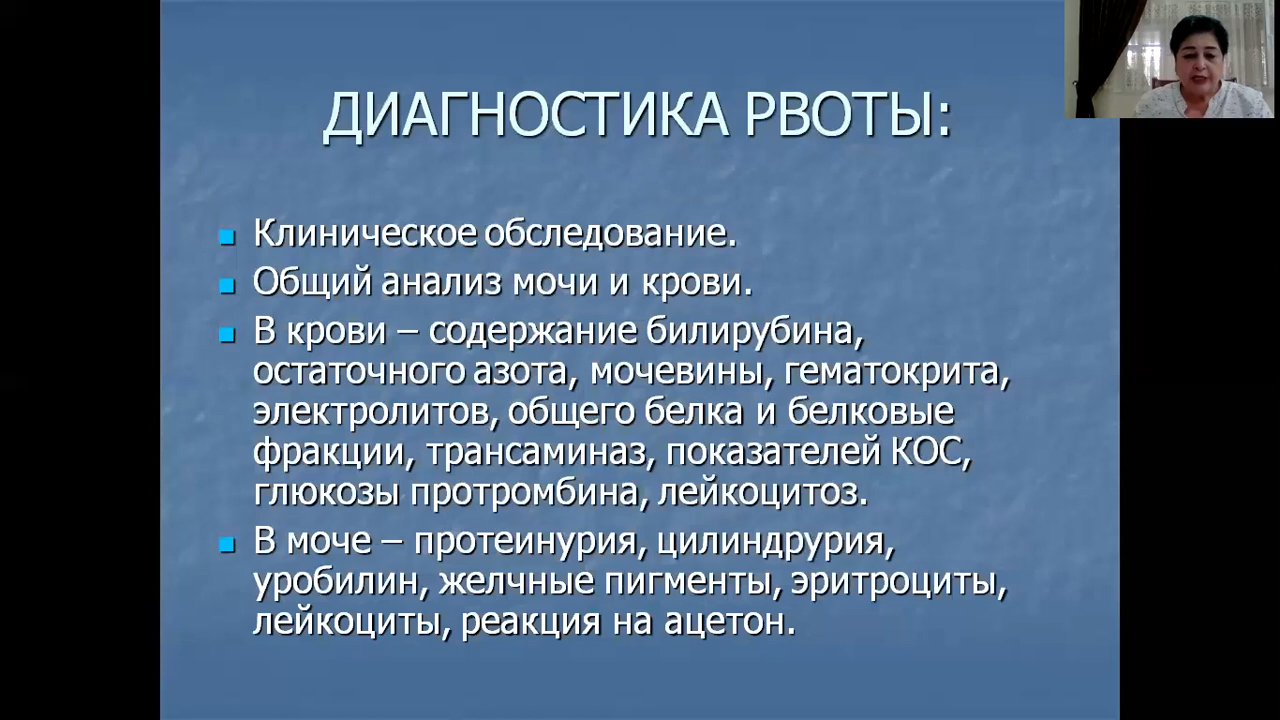 ДИАГНОСТИКА РВОТЫ:
Клиническое обследование.
Общий анализ мочи и крови.
В крови – содержание билирубина,
остаточного азота, мочевины, гематокрита,
электролитов, общего белка и белковые
фракции, трансаминаз, показателей КОС,
глюкозы протромбина, лейкоцитоз.
В моче – протеинурия, цилиндрурия,
уробилин, желчные пигменты, эритроциты,
лейкоциты, реакция на ацетон.